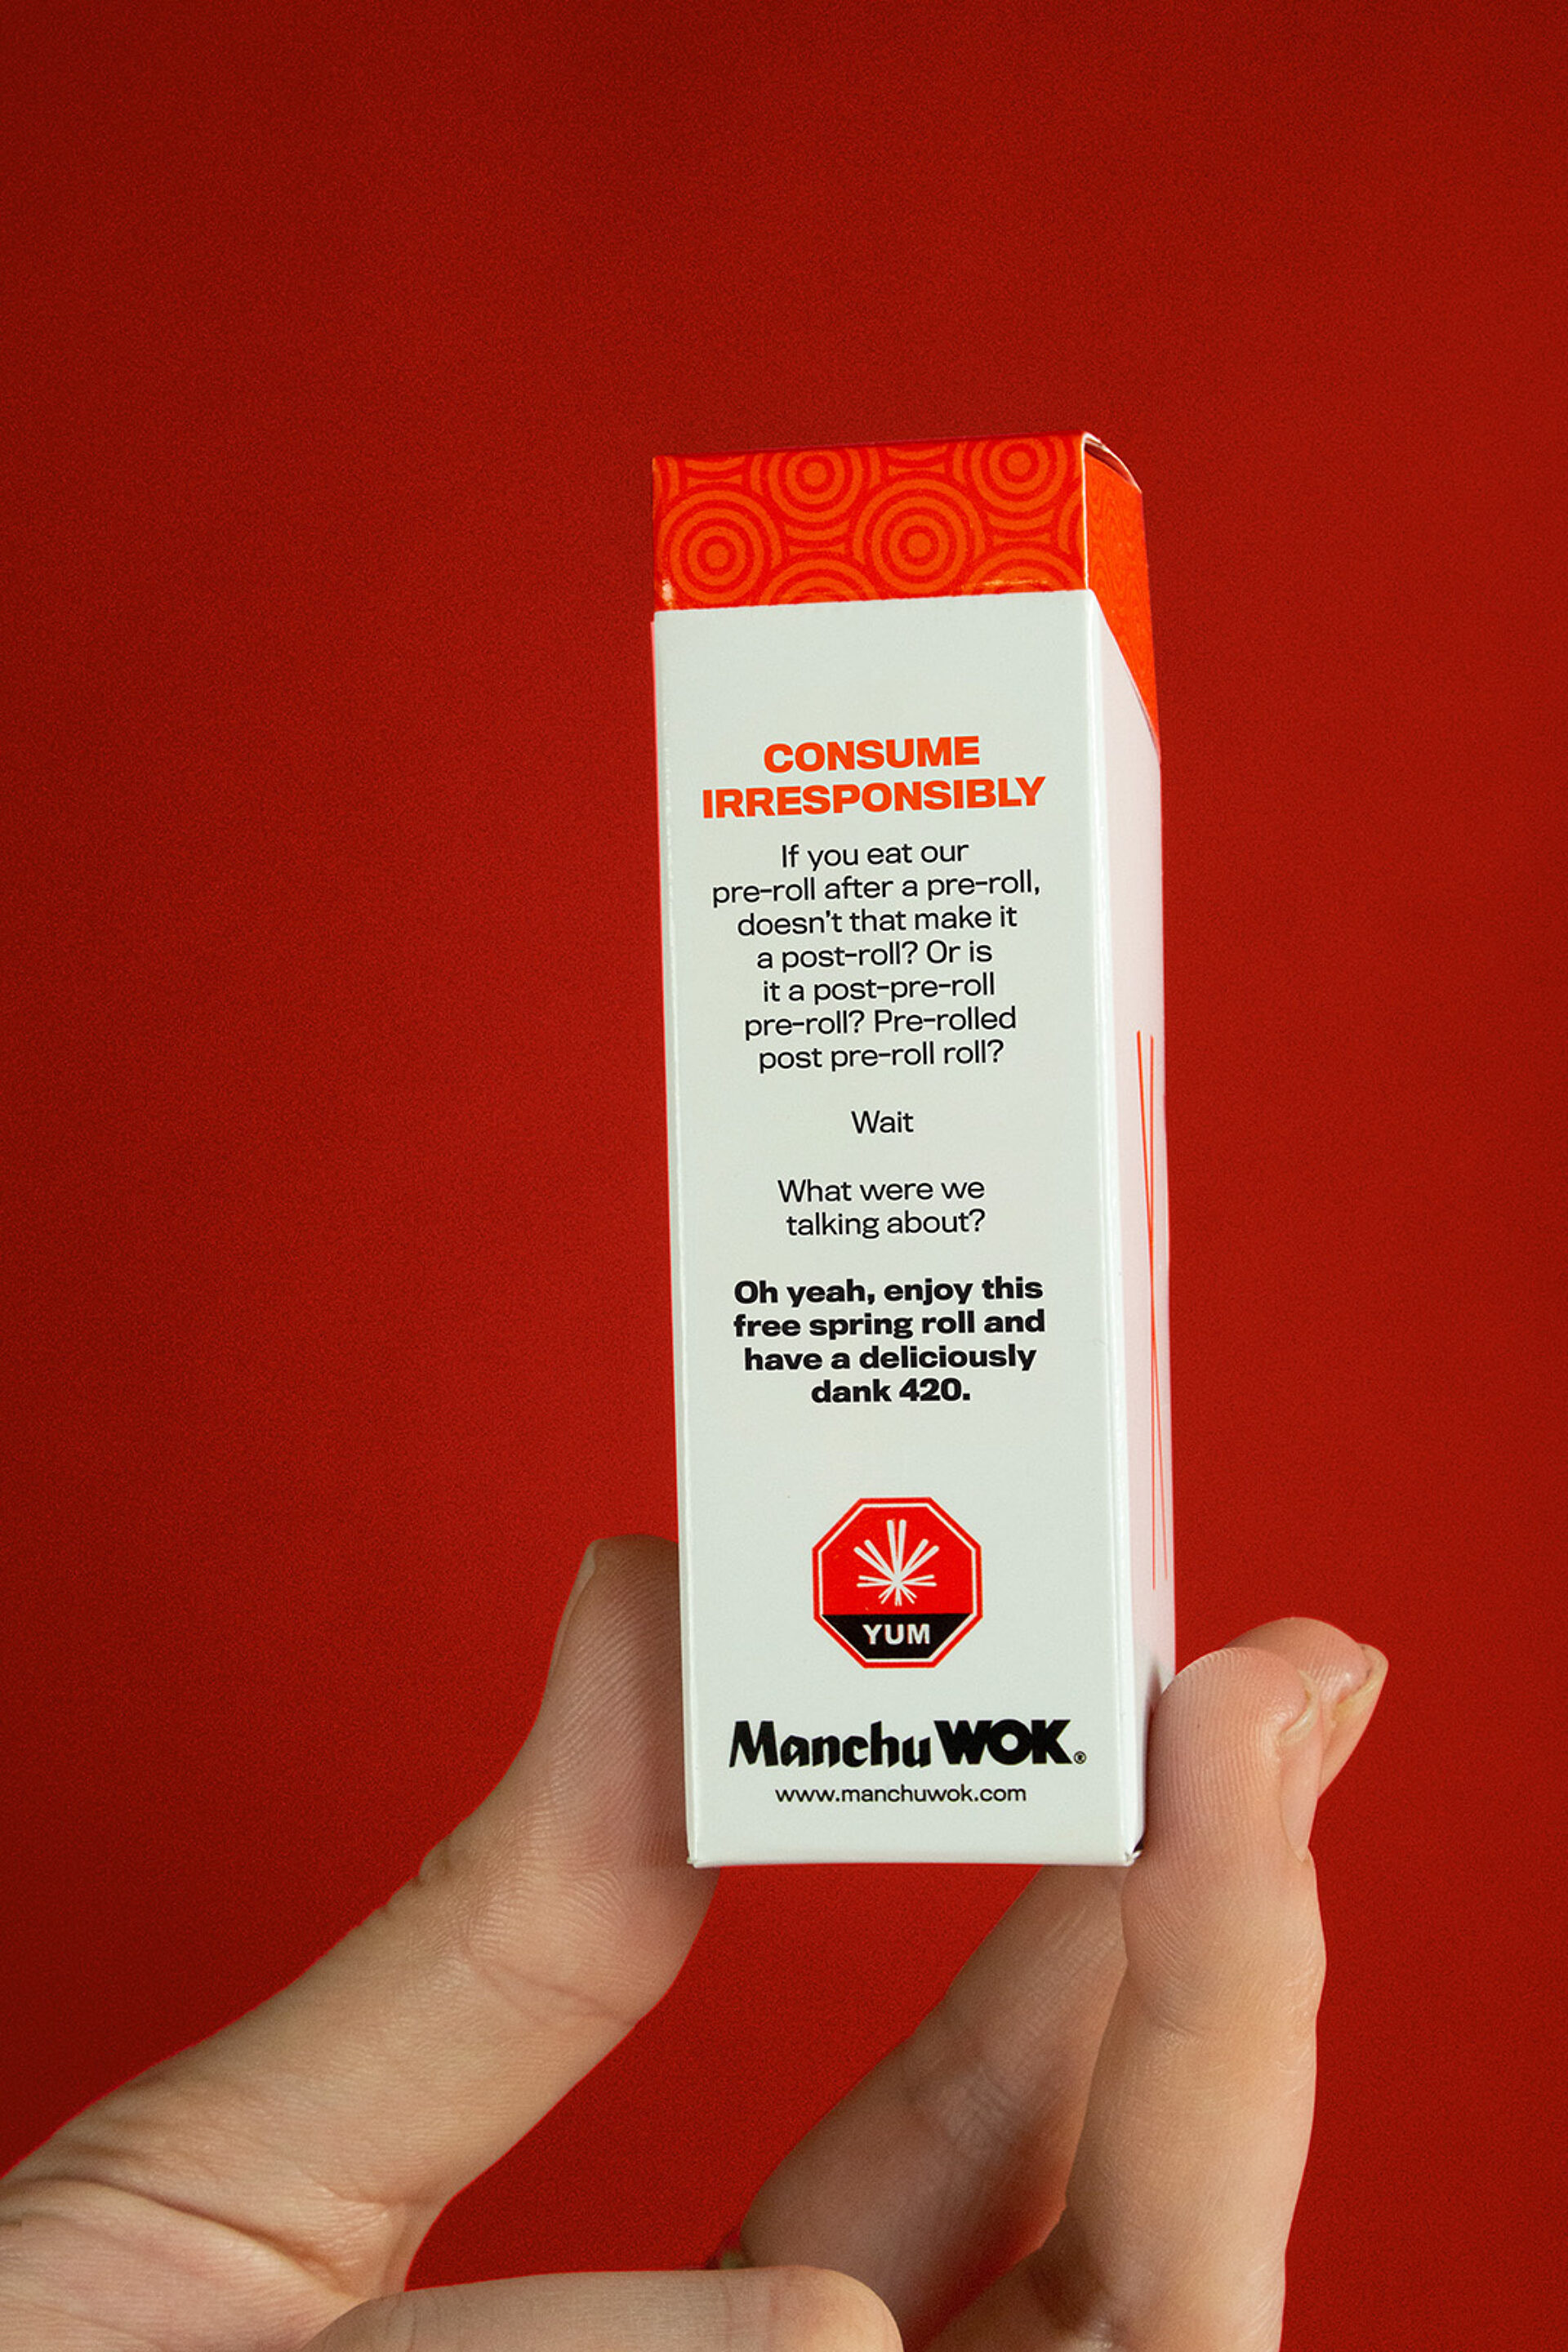 CONSUME
IRRESPONSIBLY
If you eat our
pre-roll after a pre-roll,
doesn't that make it
a post-roll? Or is
it a post-pre-roll
pre-roll? Pre-rolled
post pre-roll roll?
Wait
What were we
talking about?
Oh yeah, enjoy this
free spring roll and
have a deliciously
dank 420.
YUM
Manchu WOK®
www.manchuwok.com